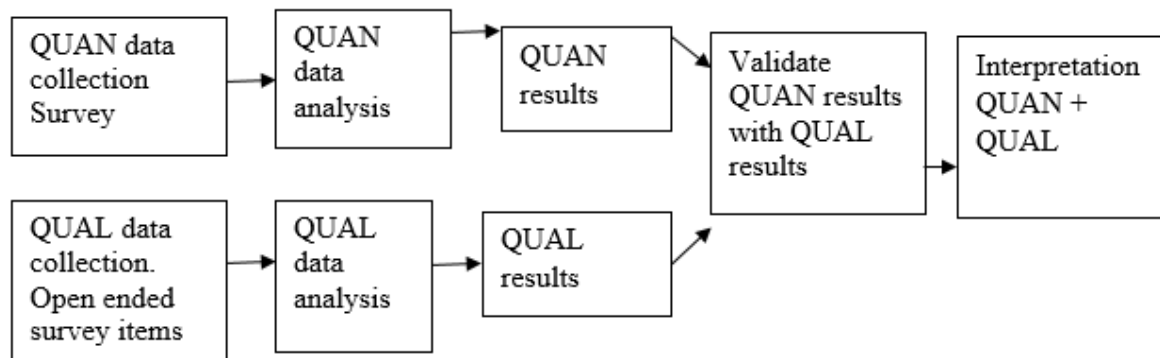 QUAN data
collection
Survey
QUAN
data
analysis
QUAN
results
Validate
QUAN results
with QUAL
results
Interpretation
QUAN +
QUAL
QUAL data
collection.
Open ended
survey items
QUAL
data
analysis
QUAL
results